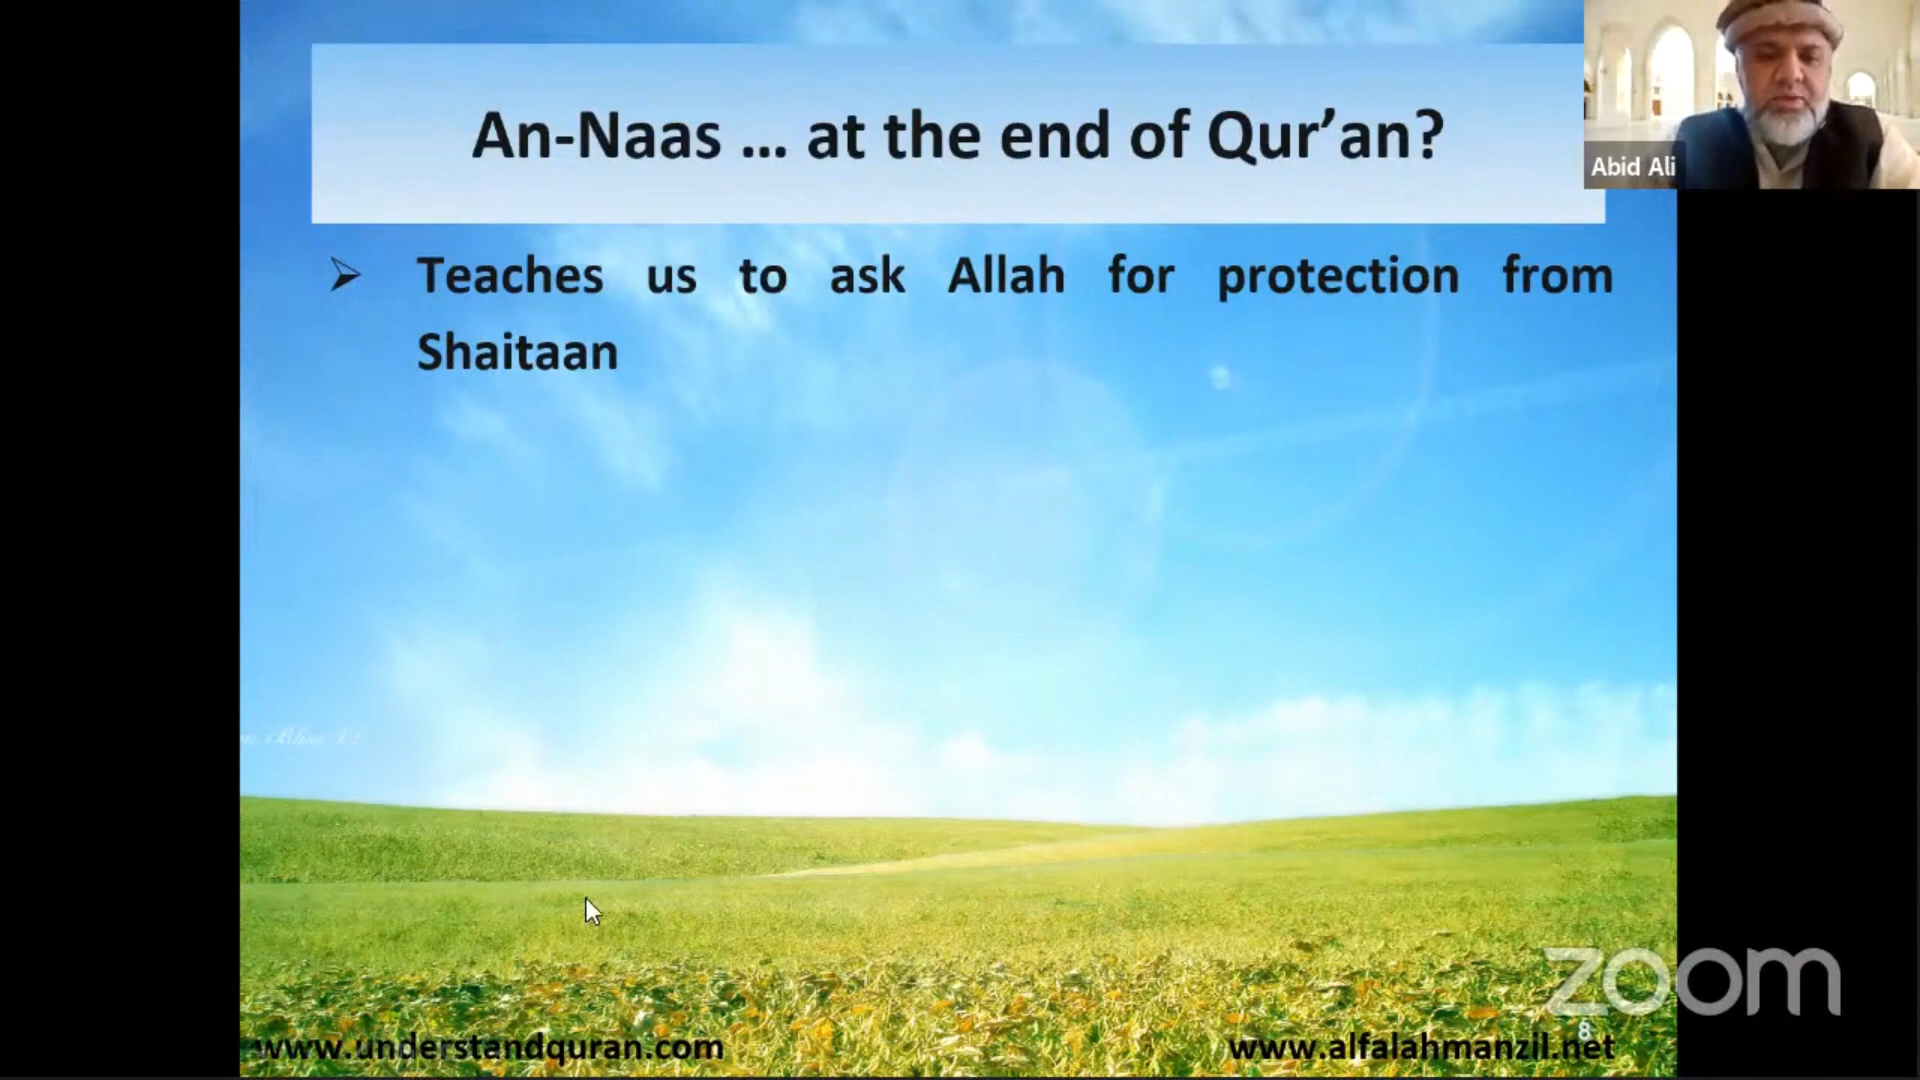 An-Naas ... at the end of Qur’an?
Abid Ali
Teaches us to ask Allah for protection from
Shaitaan
zoom
8
www.understandquran.com
www.alfalahmanzil.net